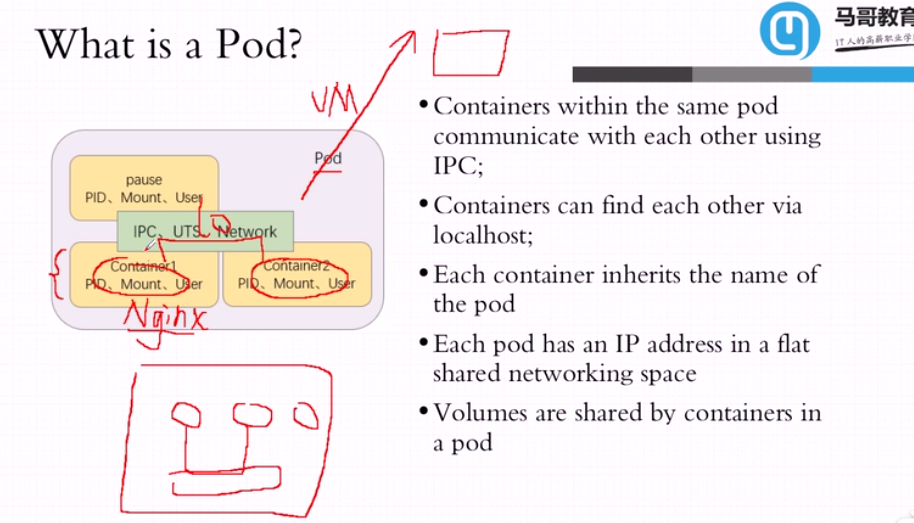 What is a Pod?
马哥教育
IT人的高薪职业学
VM
Pod
pause
PID、Mount、User
lo
IPC、UTS、Network
Container1
PID、Mount、User
Container2
PID、Mount、User
Nginx
•Containers within the same pod
communicate with each other using
IPC;
•Containers can find each other via
localhost;
•Each container inherits the name of
the pod
•Each pod has an IP address in a flat
shared networking space
•Volumes are shared by containers in
a pod